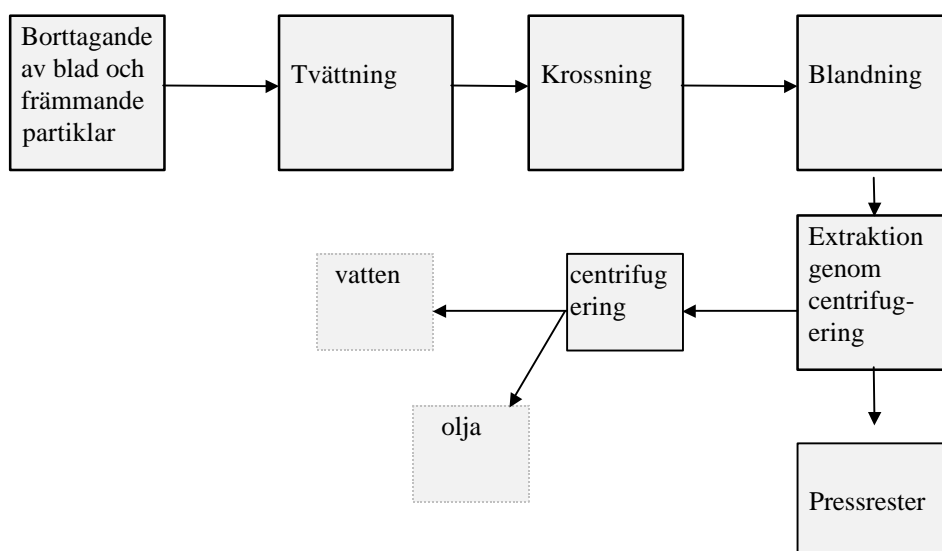 Borttagande
av blad och
främmande
partiklar
Tvättning
Krossning
Blandning
Extraktion
genom
centrifug-
ering
centrifug
ering
vatten
olja
Pressrester